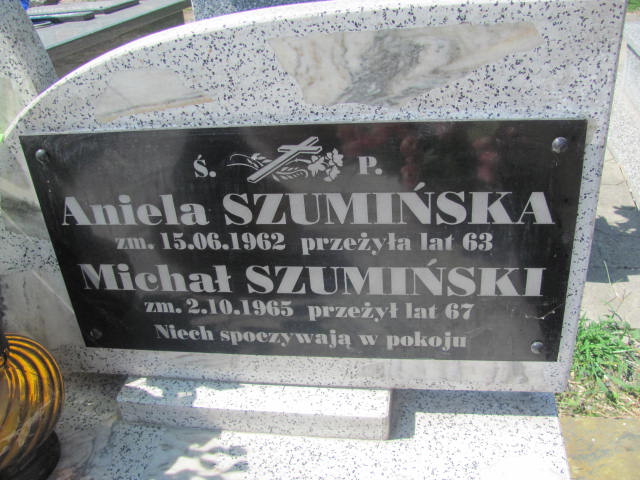 Ś. P.
Aniela SZUMIŃSKA
zm. 15.06.1962 przeżyła lat 63
Michał SZUMIŃSKI
zm. 2.10.1965 przeżył lat 67
Niech spoczywają w pokoju